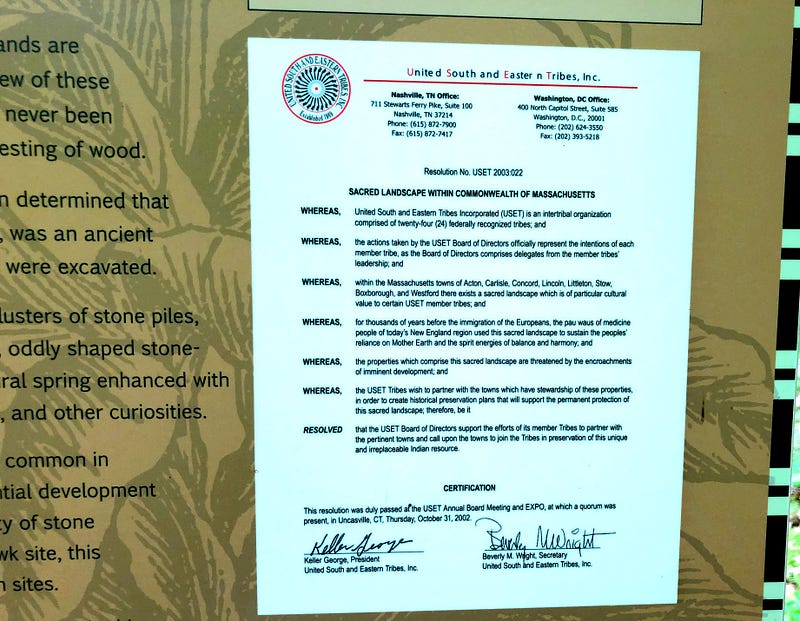 ands are
ew of these
never been
esting of wood.
n determined that
, was an ancient
were excavated.
lusters of stone piles,
, oddly shaped stone-
ral spring enhanced with
, and other curiosities.
common in
ntial development
ty of stone
wk site, this
n sites.
UNITED SOUTH AND EASTERN TRIBES, INC.
Established 1969
United South and Easter n Tribes, Inc.
Nashville, TN Office:
711 Stewarts Ferry Pike, Suite 100
Nashville, TN 37214
Phone: (615) 872-7900
Fax: (615) 872-7417
Washington, DC Office:
400 North Capitol Street, Suite 585
Washington, D.C., 20001
Phone: (202) 624-3550
Fax: (202) 393-5218
Resolution No. USET 2003:022
SACRED LANDSCAPE WITHIN COMMONWEALTH OF MASSACHUSETTS
WHEREAS, United South and Eastern Tribes Incorporated (USET) is an intertribal organization
comprised of twenty-four (24) federally recognized tribes; and
WHEREAS, the actions taken by the USET Board of Directors officially represent the intentions of each
member tribe, as the Board of Directors comprises delegates from the member tribes'
leadership; and
WHEREAS, within the Massachusetts towns of Acton, Carlisle, Concord, Lincoln, Littleton, Stow,
Boxborough, and Westford there exists a sacred landscape which is of particular cultural
value to certain USET member tribes; and
WHEREAS, for thousands of years before the immigration of the Europeans, the pau waus of medicine
people of today's New England region used this sacred landscape to sustain the peoples'
reliance on Mother Earth and the spirit energies of balance and harmony; and
WHEREAS, the properties which comprise this sacred landscape are threatened by the encroachments
of imminent development; and
WHEREAS, the USET Tribes wish to partner with the towns which have stewardship of these properties,
in order to create historical preservation plans that will support the permanent protection of
this sacred landscape; therefore, be it
RESOLVED that the USET Board of Directors support the efforts of its member Tribes to partner with
the pertinent towns and call upon the towns to join the Tribes in preservation of this unique
and irreplaceable Indian resource.
CERTIFICATION
This resolution was duly passed at the USET Annual Board Meeting and EXPO, at which a quorum was
present, in Uncasville, CT, Thursday, October 31, 2002.
Keller George
Keller George, President
United South and Eastern Tribes, Inc.
Beverly M Wright
Beverly M. Wright, Secretary
United South and Eastern Tribes, Inc.